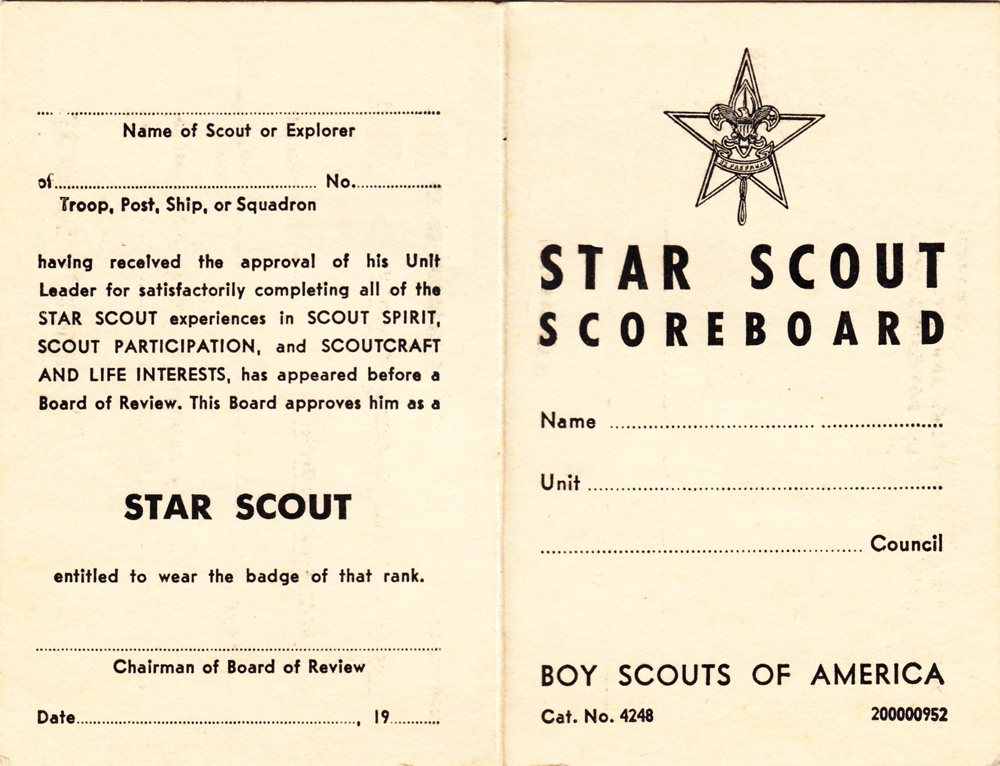 Name of Scout or Explorer
of.......... No..........
Troop, Post, Ship, or Squadron
having received the approval of his Unit
Leader for satisfactorily completing all of the
STAR SCOUT experiences in SCOUT SPIRIT,
SCOUT PARTICIPATION, and SCOUTCRAFT
AND LIFE INTERESTS, has appeared before a
Board of Review. This Board approves him as a
STAR SCOUT
entitled to wear the badge of that rank.
Chairman of Board of Review
Date.........., 19..........
BE PREPARED
STAR SCOUT
SCOREBOARD
Name ..........
Unit ..........
.......... Council
BOY SCOUTS OF AMERICA
Cat. No. 4248 200000952